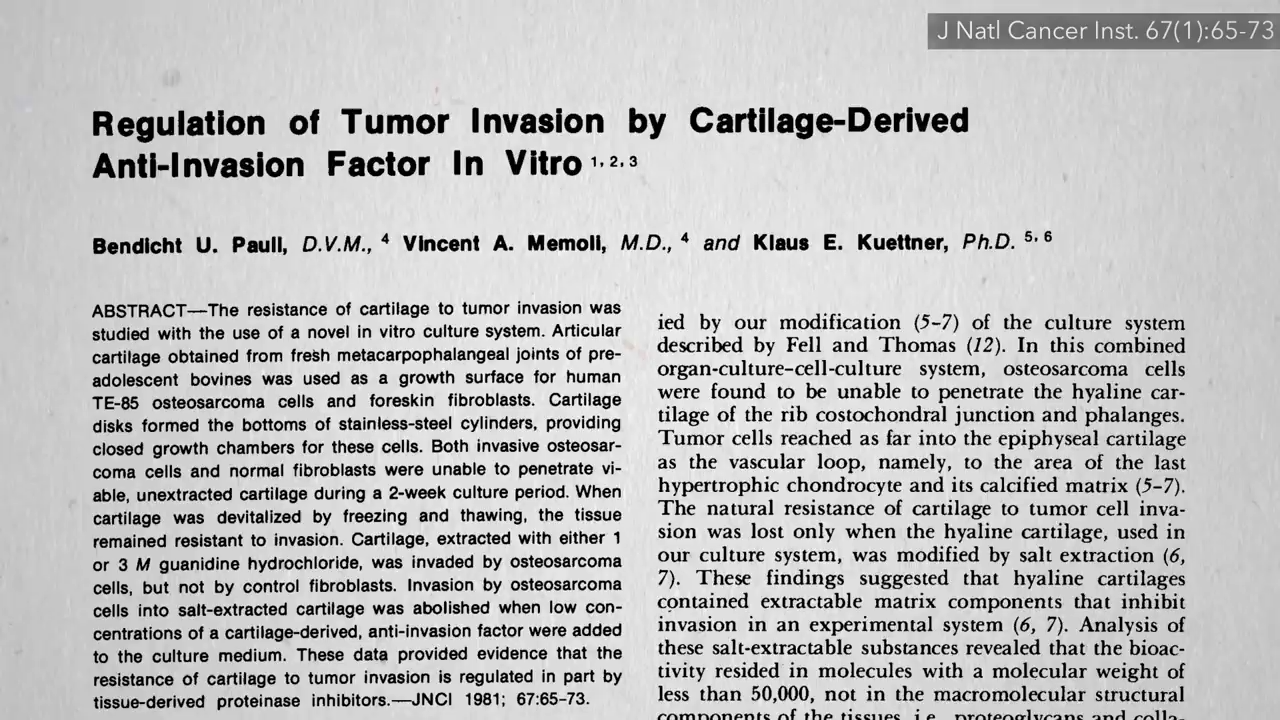 J Natl Cancer Inst. 67(1):65-73
Regulation of Tumor Invasion by Cartilage-Derived
Anti-Invasion Factor In Vitro 1, 2, 3
Bendicht U. Pauli, D.V.M., 4 Vincent A. Memoli, M.D., 4 and Klaus E. Kuettner, Ph.D. 5, 6
ABSTRACT—The resistance of cartilage to tumor invasion was
studied with the use of a novel in vitro culture system. Articular
cartilage obtained from fresh metacarpophalangeal joints of pre-
adolescent bovines was used as a growth surface for human
TE-85 osteosarcoma cells and foreskin fibroblasts. Cartilage
disks formed the bottoms of stainless-steel cylinders, providing
closed growth chambers for these cells. Both invasive osteosar-
coma cells and normal fibroblasts were unable to penetrate vi-
able, unextracted cartilage during a 2-week culture period. When
cartilage was devitalized by freezing and thawing, the tissue
remained resistant to invasion. Cartilage, extracted with either 1
or 3 M guanidine hydrochloride, was invaded by osteosarcoma
cells, but not by control fibroblasts. Invasion by osteosarcoma
cells into salt-extracted cartilage was abolished when low con-
centrations of a cartilage-derived, anti-invasion factor were added
to the culture medium. These data provided evidence that the
resistance of cartilage to tumor invasion is regulated in part by
tissue-derived proteinase inhibitors.—JNCI 1981; 67:65-73.
ied by our modification (5–7) of the culture system
described by Fell and Thomas (12). In this combined
organ-culture–cell-culture system, osteosarcoma cells
were found to be unable to penetrate the hyaline car-
tilage of the rib costochondral junction and phalanges.
Tumor cells reached as far into the epiphyseal cartilage
as the vascular loop, namely, to the area of the last
hypertrophic chondrocyte and its calcified matrix (5–7).
The natural resistance of cartilage to tumor cell inva-
sion was lost only when the hyaline cartilage, used in
our culture system, was modified by salt extraction (6,
7). These findings suggested that hyaline cartilages
contained extractable matrix components that inhibit
invasion in an experimental system (6, 7). Analysis of
these salt-extractable substances revealed that the bioac-
tivity resided in molecules with a molecular weight of
less than 50,000, not in the macromolecular structural
components of the tissues, i.e., proteoglycans and colla-